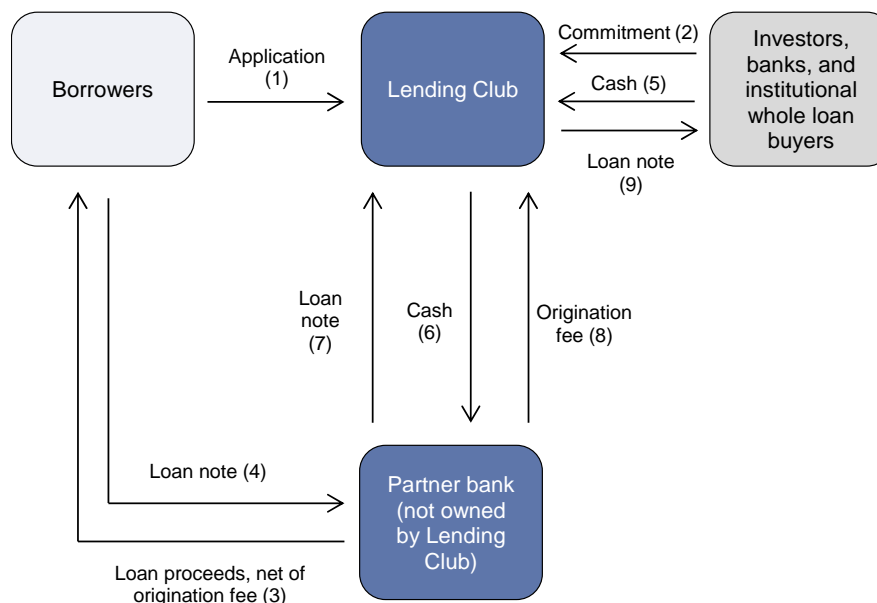 Borrowers
Application
(1)
Lending Club
Commitment (2)
Cash (5)
Loan note
(9)
Investors,
banks, and
institutional
whole loan
buyers
Loan
note
(7)
Cash
(6)
Origination
fee (8)
Loan note (4)
Partner bank
(not owned
by Lending
Club)
Loan proceeds, net of
origination fee (3)